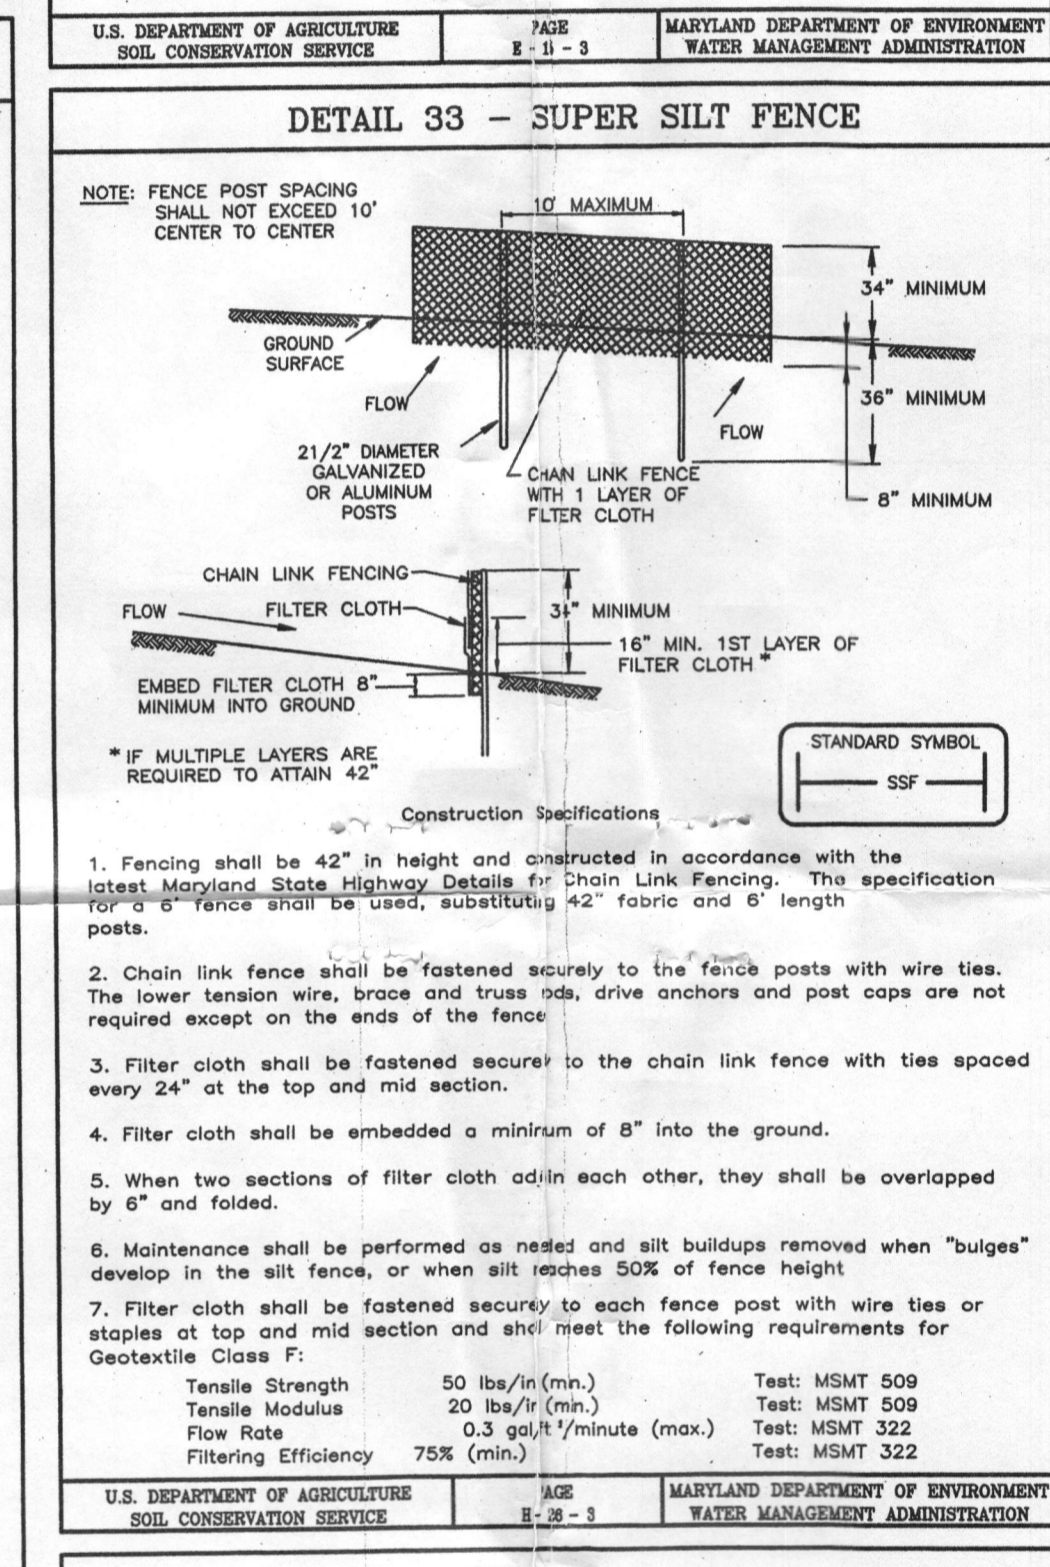 U.S. DEPARTMENT OF AGRICULTURE
SOIL CONSERVATION SERVICE
PAGE
E - 1 - 3
MARYLAND DEPARTMENT OF ENVIRONMENT
WATER MANAGEMENT ADMINISTRATION
DETAIL 33 – SUPER SILT FENCE
NOTE: FENCE POST SPACING
SHALL NOT EXCEED 10'
CENTER TO CENTER
10' MAXIMUM
34" MINIMUM
GROUND
SURFACE
FLOW
36" MINIMUM
FLOW
21/2" DIAMETER
GALVANIZED
OR ALUMINUM
POSTS
CHAIN LINK FENCE
WITH 1 LAYER OF
FILTER CLOTH
8" MINIMUM
CHAIN LINK FENCING
FLOW
FILTER CLOTH
34" MINIMUM
16" MIN. 1ST LAYER OF
FILTER CLOTH *
EMBED FILTER CLOTH 8"
MINIMUM INTO GROUND
* IF MULTIPLE LAYERS ARE
REQUIRED TO ATTAIN 42"
STANDARD SYMBOL
SSF
Construction Specifications
1. Fencing shall be 42" in height and constructed in accordance with the
latest Maryland State Highway Details for Chain Link Fencing. The specification
for a 6' fence shall be used, substituting 42" fabric and 6' length
posts.
2. Chain link fence shall be fastened securely to the fence posts with wire ties.
The lower tension wire, brace and truss rods, drive anchors and post caps are not
required except on the ends of the fence
3. Filter cloth shall be fastened securely to the chain link fence with ties spaced
every 24" at the top and mid section.
4. Filter cloth shall be embedded a minimum of 8" into the ground.
5. When two sections of filter cloth adjoin each other, they shall be overlapped
by 6" and folded.
6. Maintenance shall be performed as needed and silt buildups removed when "bulges"
develop in the silt fence, or when silt reaches 50% of fence height
7. Filter cloth shall be fastened securely to each fence post with wire ties or
staples at top and mid section and shall meet the following requirements for
Geotextile Class F:
Tensile Strength 50 lbs/in (min.) Test: MSMT 509
Tensile Modulus 20 lbs/in (min.) Test: MSMT 509
Flow Rate 0.3 gal/ft²/minute (max.) Test: MSMT 322
Filtering Efficiency 75% (min.) Test: MSMT 322
U.S. DEPARTMENT OF AGRICULTURE
SOIL CONSERVATION SERVICE
PAGE
H - 26 - 3
MARYLAND DEPARTMENT OF ENVIRONMENT
WATER MANAGEMENT ADMINISTRATION